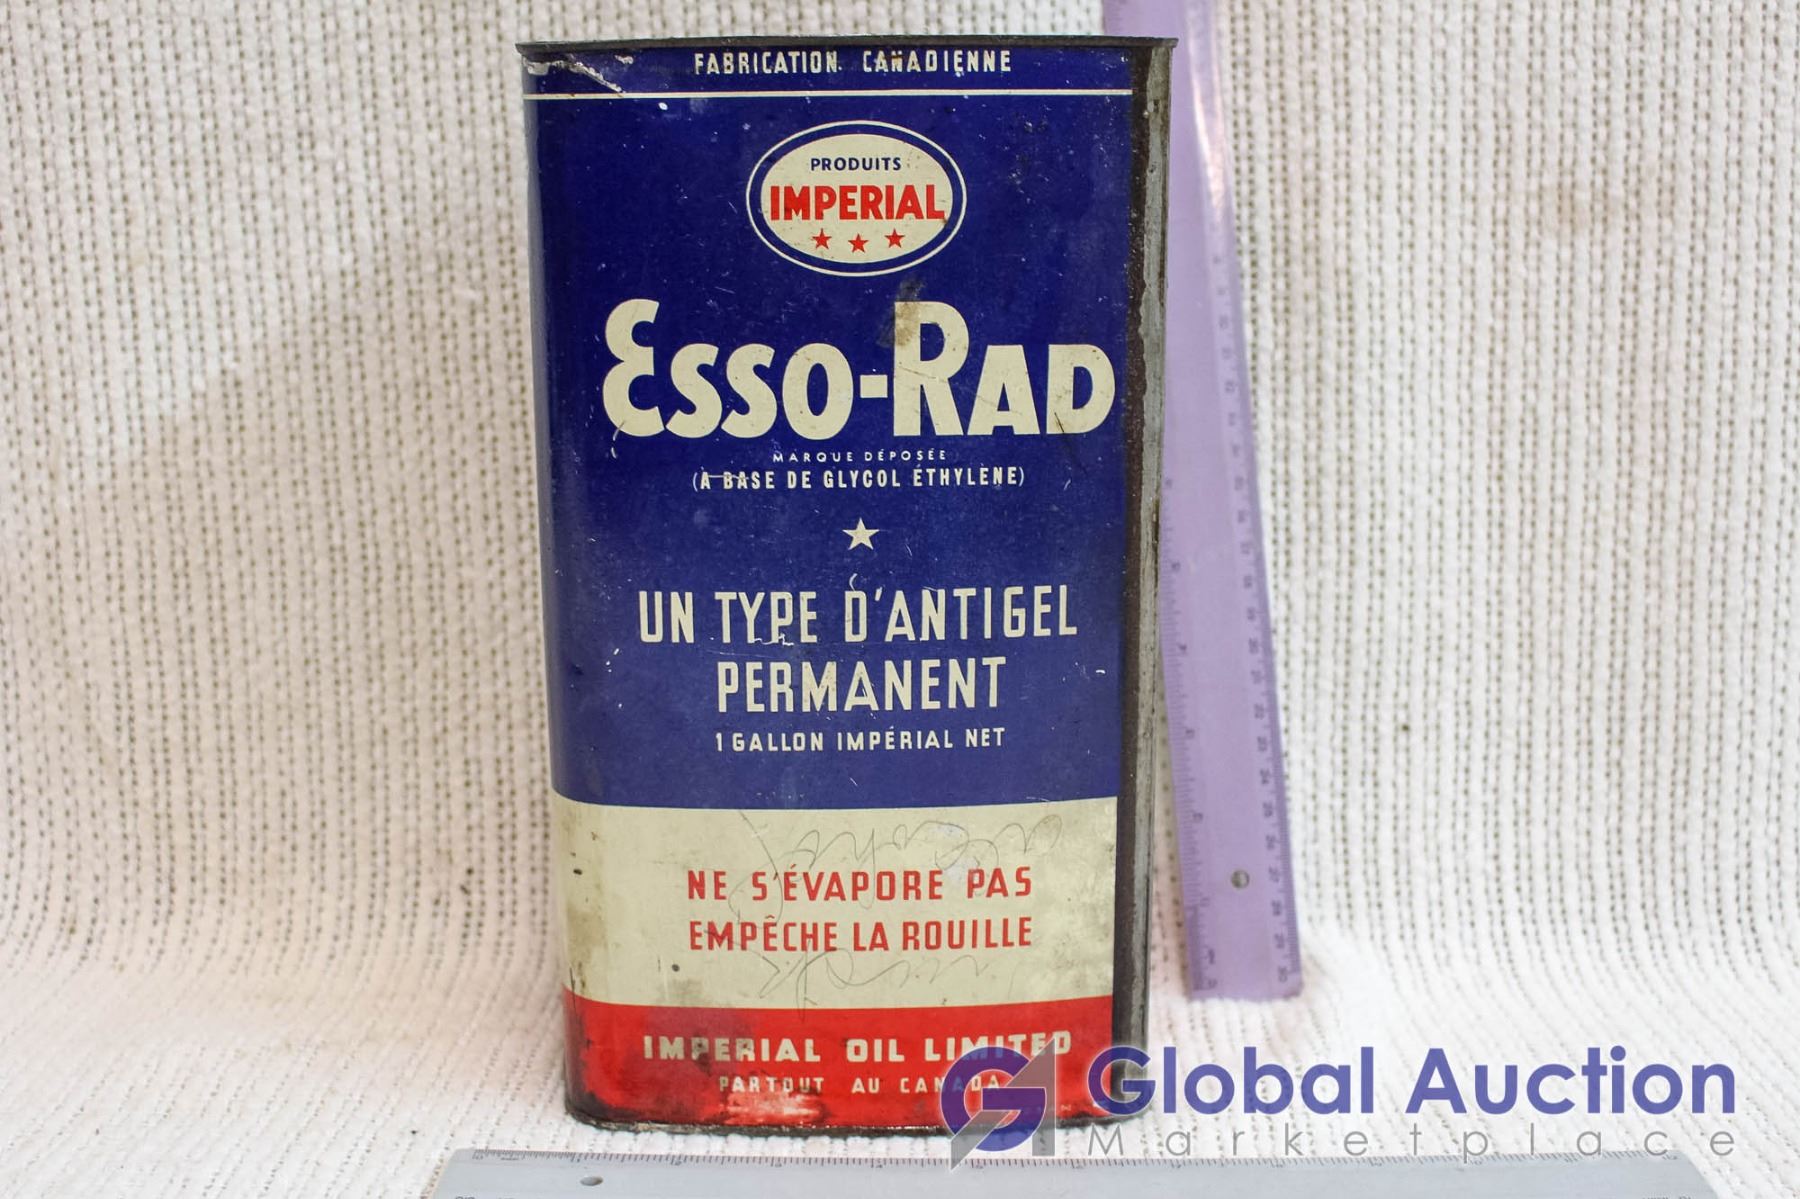 FABRICATION CANADIENNE
PRODUITS
IMPERIAL
ESSO-RAD
MARQUE DÉPOSÉE
(A BASE DE GLYCOL ÉTHYLÈNE)
UN TYPE D'ANTIGEL
PERMANENT
1 GALLON IMPÉRIAL NET
NE S'ÉVAPORE PAS
EMPÊCHE LA ROUILLE
IMPERIAL OIL LIMITED
PARTOUT AU CANADA
Global Auction
Marketplace